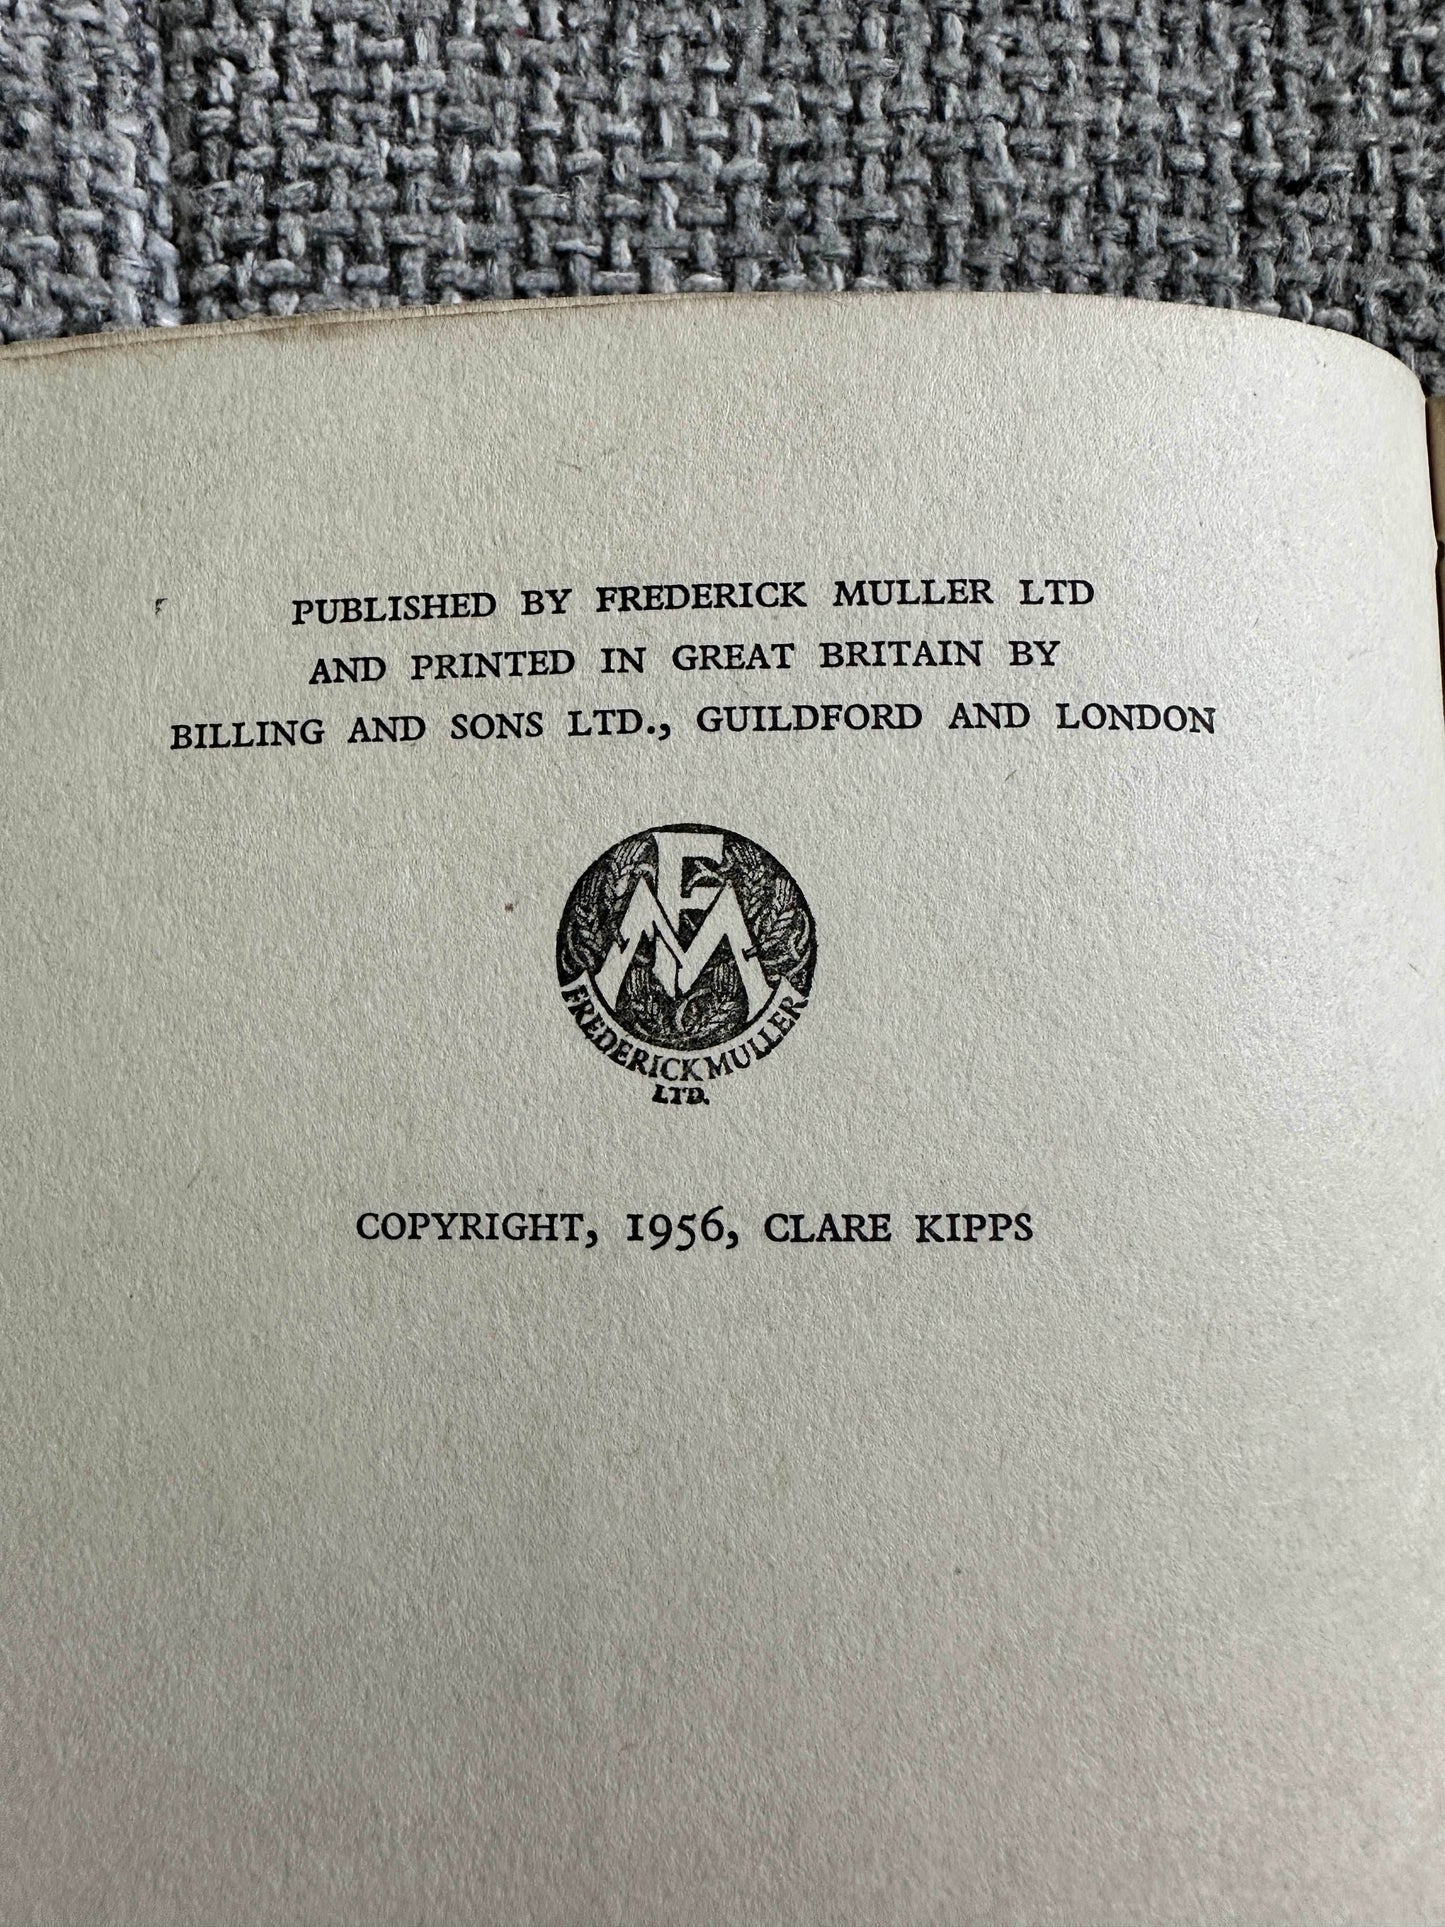 PUBLISHED BY FREDERICK MULLER LTD
AND PRINTED IN GREAT BRITAIN BY
BILLING AND SONS LTD., GUILDFORD AND LONDON
FM
FREDERICK MULLER
LTD.
COPYRIGHT, 1956, CLARE KIPPS